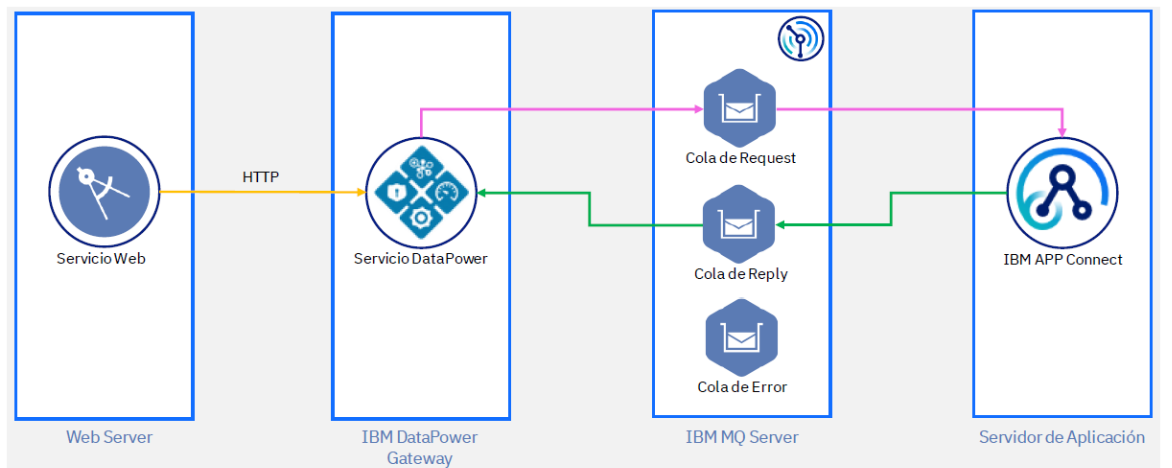 HTTP
Servicio Web
Servicio DataPower
Cola de Request
Cola de Reply
Cola de Error
IBM APP Connect
Web Server
IBM DataPower
Gateway
IBM MQ Server
Servidor de Aplicación